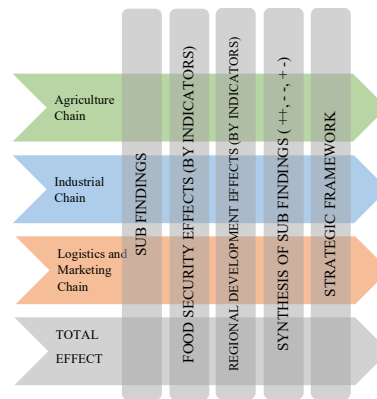 Agriculture
Chain
Industrial
Chain
Logistics and
Marketing
Chain
TOTAL
EFFECT
SUB FINDINGS
FOOD SECURITY EFFECTS (BY INDICATORS)
REGIONAL DEVELOPMENT EFFECTS (BY INDICATORS)
SYNTHESIS OF SUB FINDINGS ( ++, - -, + -)
STRATEGIC FRAMEWORK